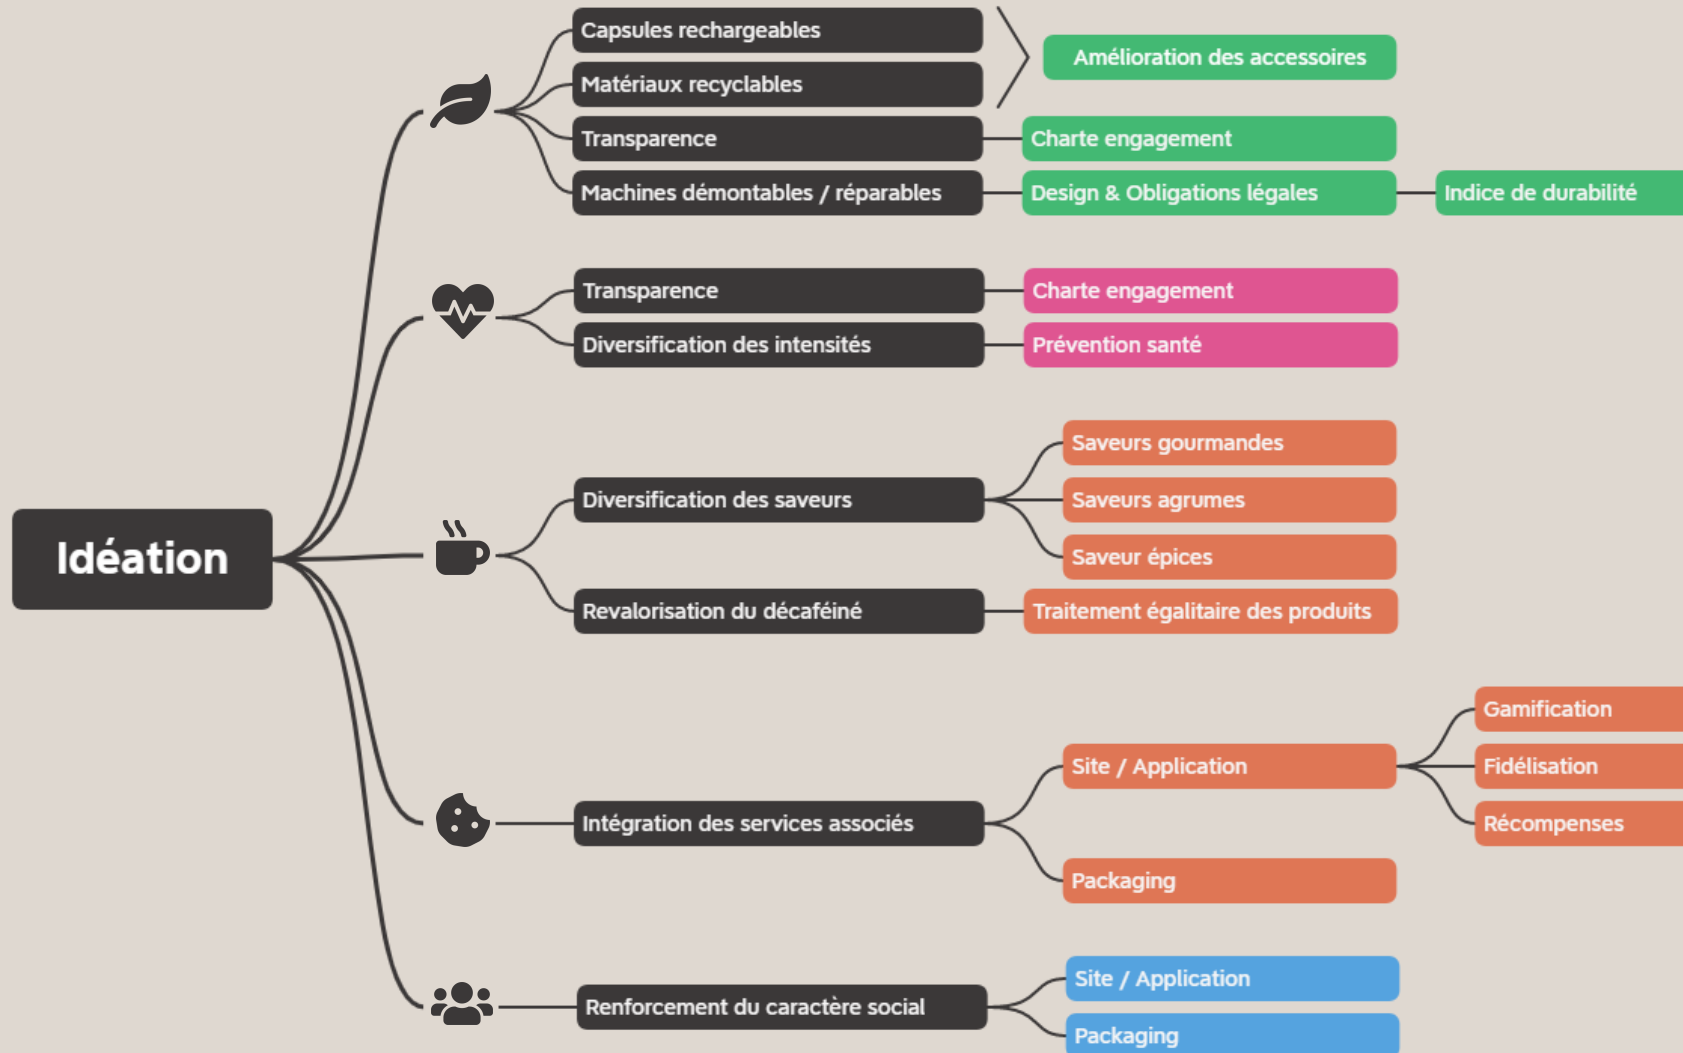 Idéation
Capsules rechargeables
Matériaux recyclables
Amélioration des accessoires
Transparence
Charte engagement
Machines démontables / réparables
Design & Obligations légales
Indice de durabilité
Transparence
Charte engagement
Diversification des intensités
Prévention santé
Diversification des saveurs
Saveurs gourmandes
Saveurs agrumes
Saveur épices
Revalorisation du décaféiné
Traitement égalitaire des produits
Intégration des services associés
Site / Application
Gamification
Fidélisation
Récompenses
Packaging
Renforcement du caractère social
Site / Application
Packaging